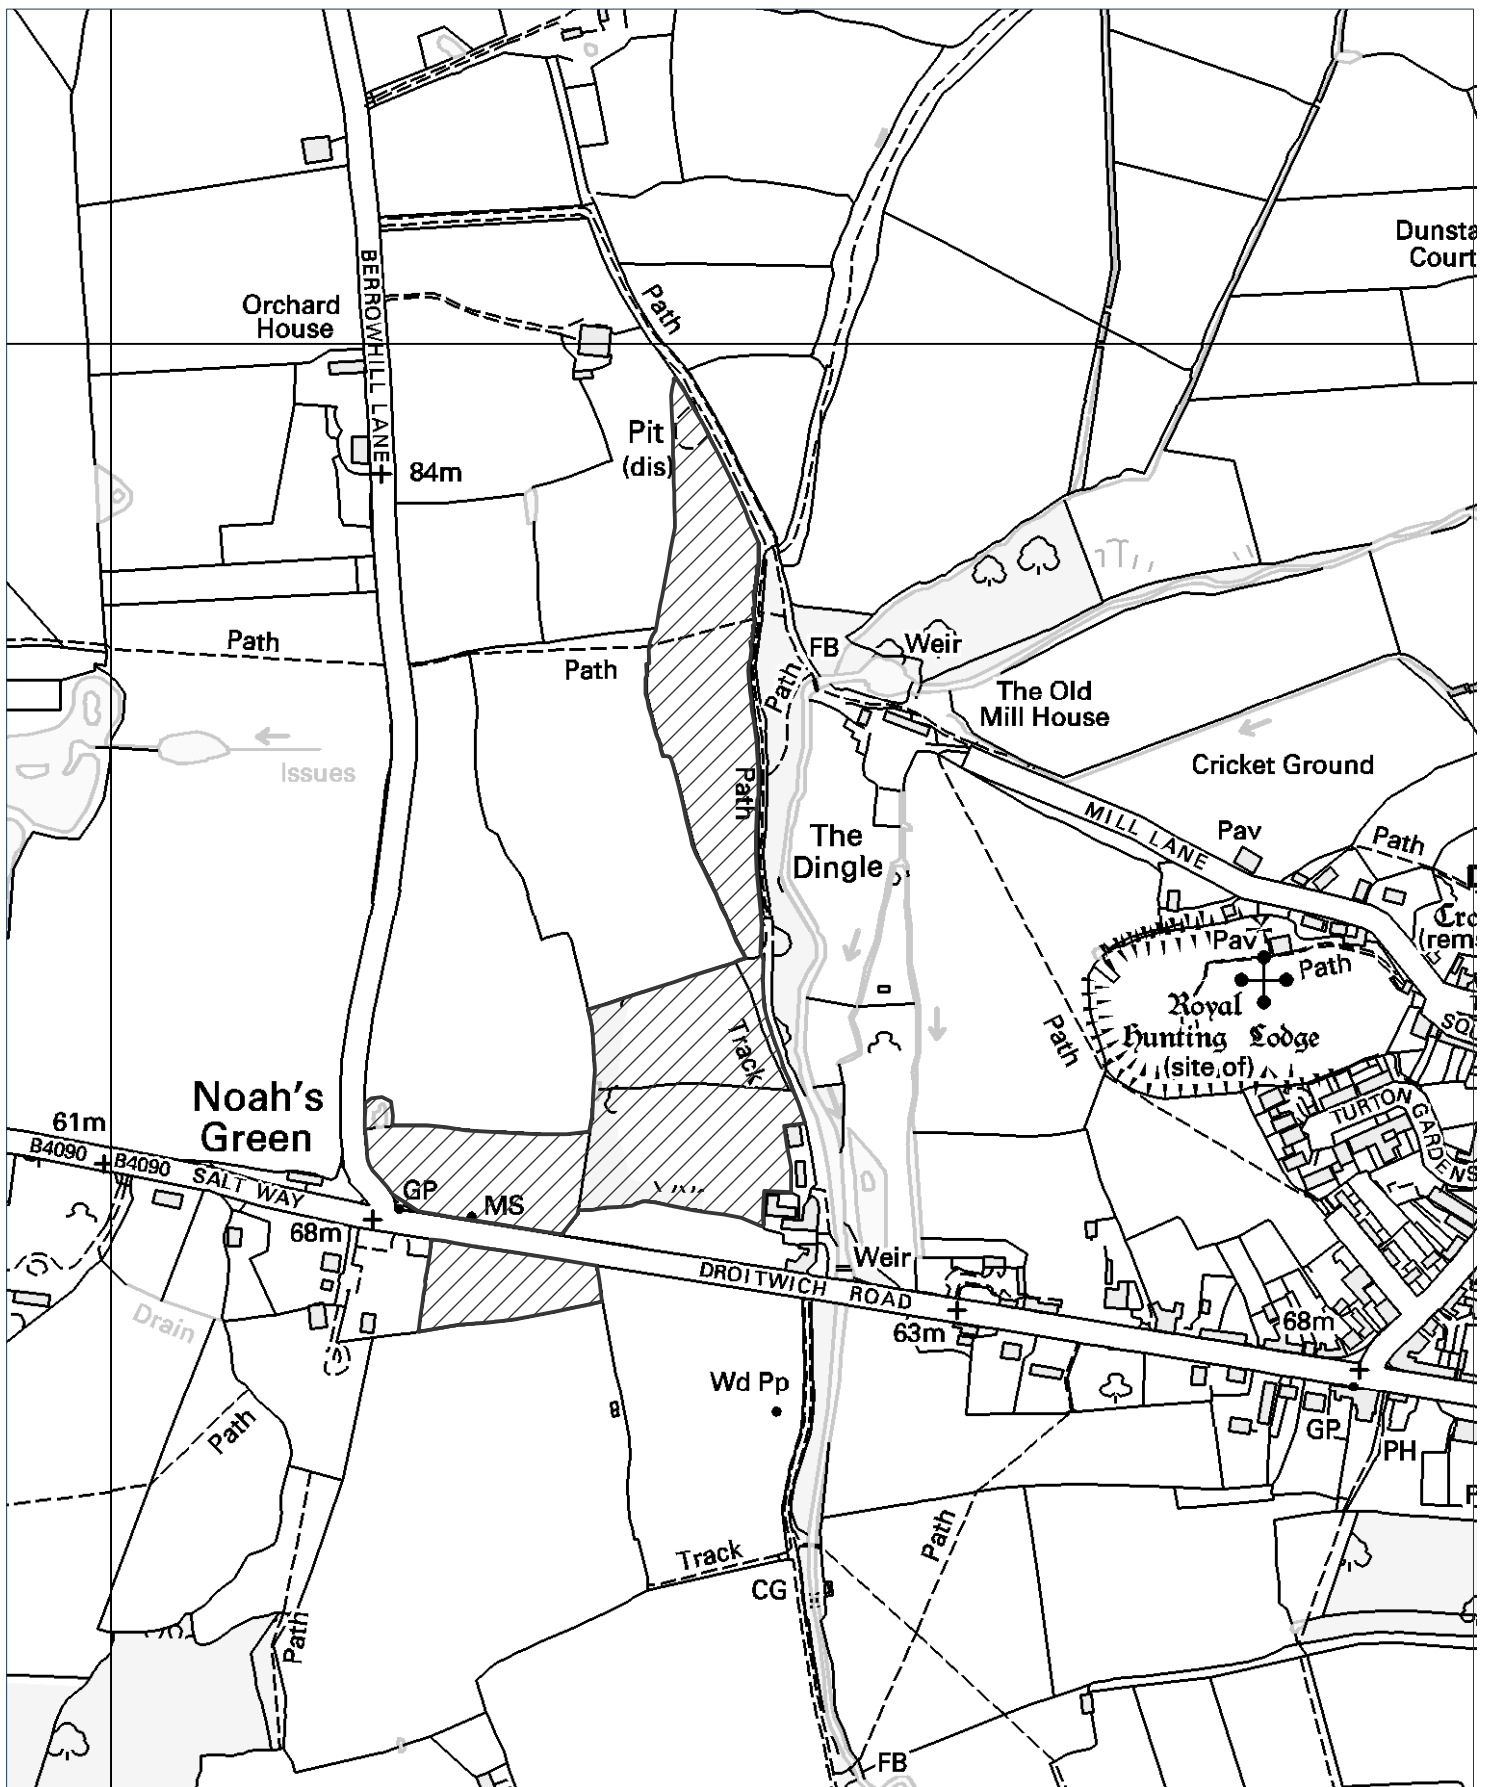 Dunsta
Court
BERROWHILL LANE
Path
Orchard
House
Pit
(dis)
84m
Path
Path
FB
Weir
Path
The Old
Mill House
Issues
Cricket Ground
Path
MILL LANE
Pav
Path
The
Dingle
Cro
(rem
Pav
Path
Royal
Hunting Lodge
(site of)
SQU
Track
Path
Noah's
Green
TURTON
GARDENS
61m
B4090
B4090
SALT WAY
GP
MS
68m
Weir
DROITWICH ROAD
Drain
63m
68m
Wd Pp
Path
GP
PH
Path
Track
CG
Path
FB